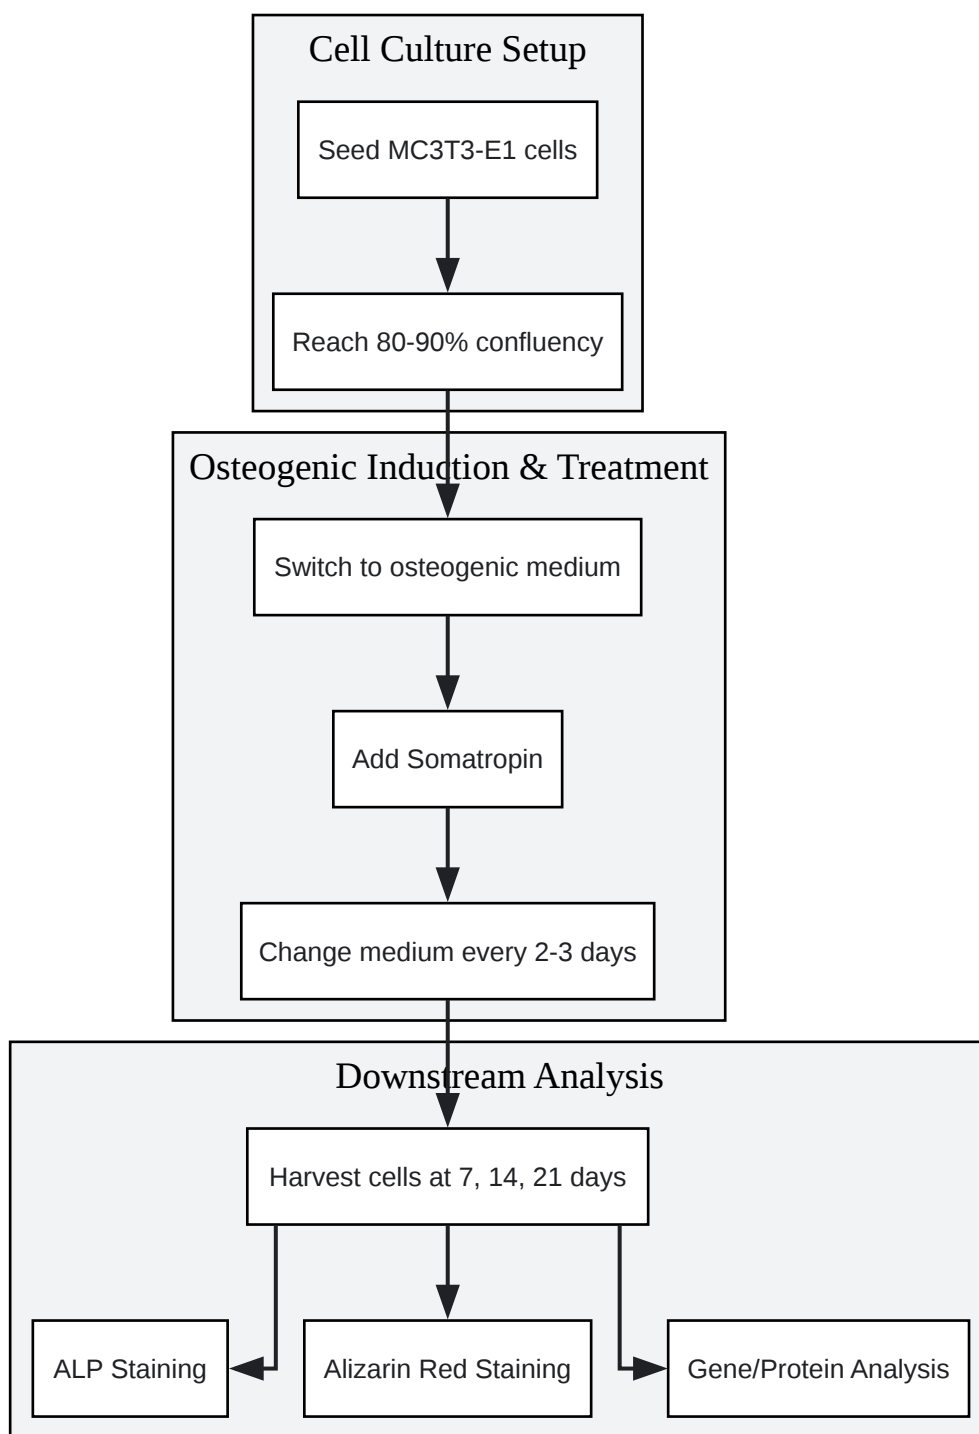 Cell Culture Setup
Seed MC3T3-E1 cells
Reach 80-90% confluency
Osteogenic Induction & Treatment
Switch to osteogenic medium
Add Somatropin
Change medium every 2-3 days
Downstream Analysis
Harvest cells at 7, 14, 21 days
ALP Staining
Alizarin Red Staining
Gene/Protein Analysis